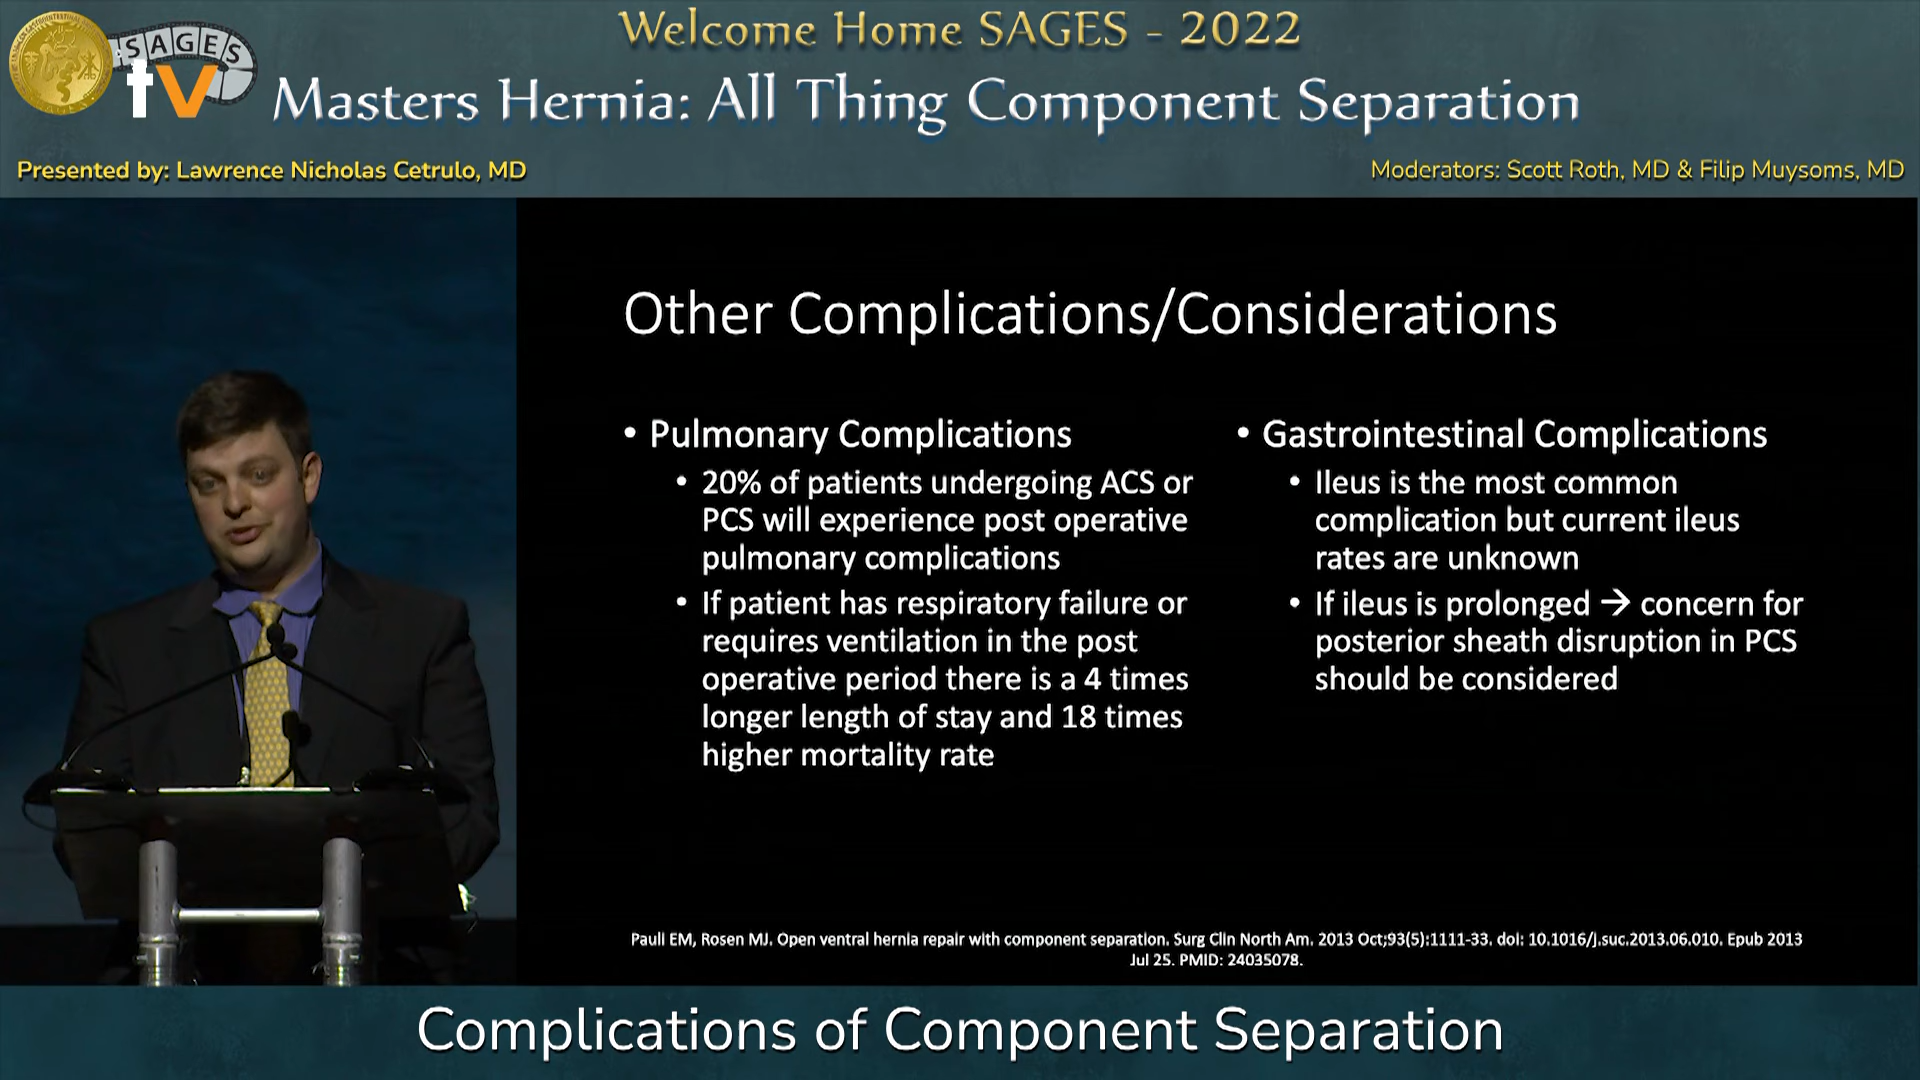 Welcome Home SAGES - 2022
SAGES
tv
Masters Hernia: All Thing Component Separation
Presented by: Lawrence Nicholas Cetrulo, MD
Moderators: Scott Roth, MD & Filip Muysoms, MD
Other Complications/Considerations
• Pulmonary Complications
• 20% of patients undergoing ACS or
PCS will experience post operative
pulmonary complications
• If patient has respiratory failure or
requires ventilation in the post
operative period there is a 4 times
longer length of stay and 18 times
higher mortality rate
• Gastrointestinal Complications
• Ileus is the most common
complication but current ileus
rates are unknown
• If ileus is prolonged → concern for
posterior sheath disruption in PCS
should be considered
Pauli EM, Rosen MJ. Open ventral hernia repair with component separation. Surg Clin North Am. 2013 Oct;93(5):1111-33. doi: 10.1016/j.suc.2013.06.010. Epub 2013
Jul 25. PMID: 24035078.
Complications of Component Separation